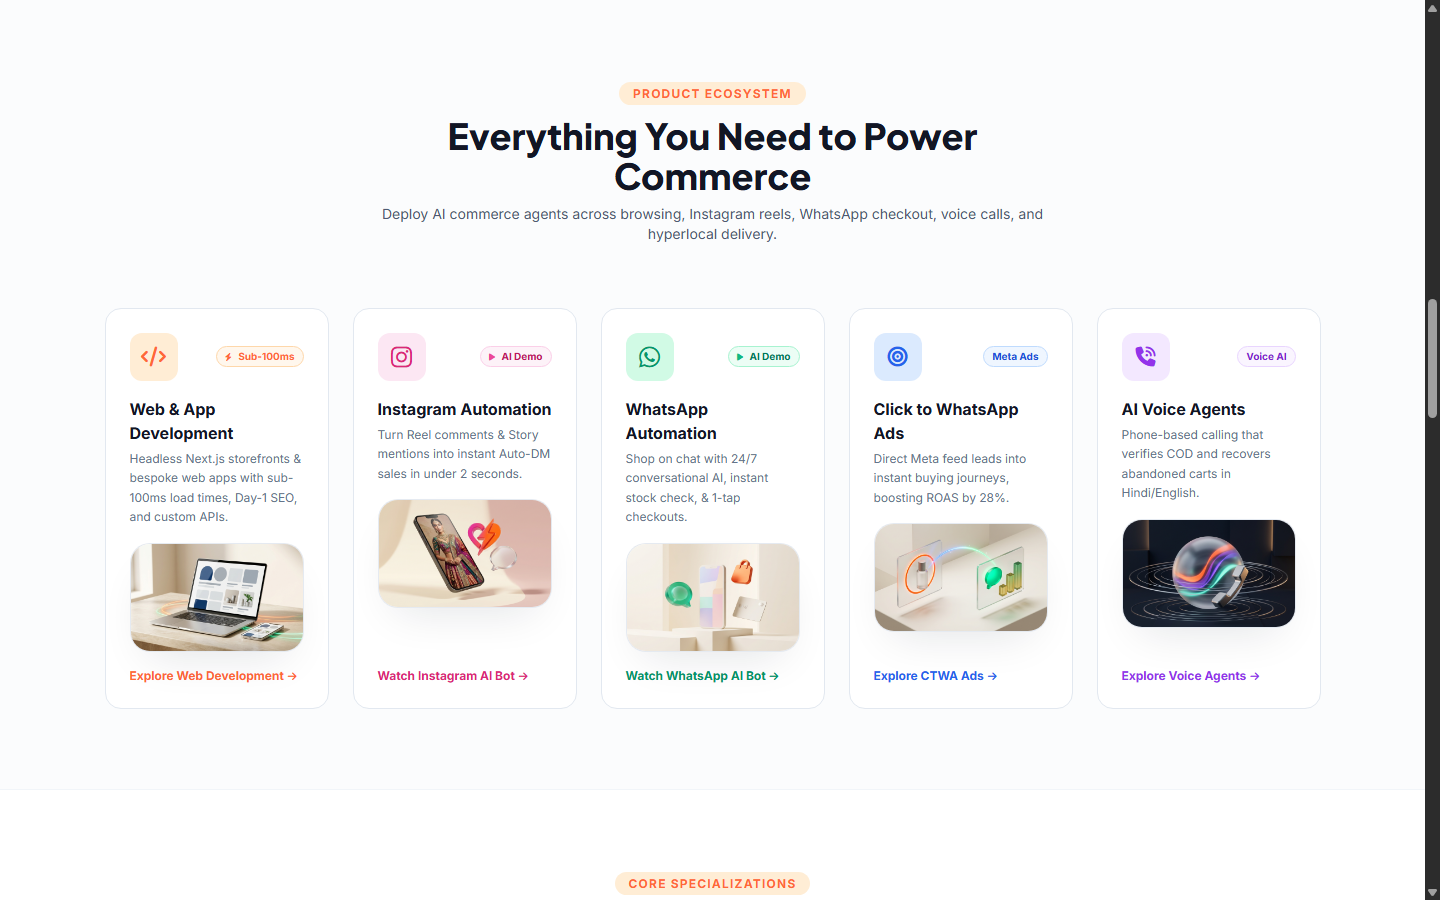 PRODUCT ECOSYSTEM
Everything You Need to Power
Commerce
Deploy AI commerce agents across browsing, Instagram reels, WhatsApp checkout, voice calls, and
hyperlocal delivery.
Sub-100ms
Web & App
Development
Headless Next.js storefronts &
bespoke web apps with sub-
100ms load times, Day-1 SEO,
and custom APIs.
Explore Web Development →
AI Demo
Instagram Automation
Turn Reel comments & Story
mentions into instant Auto-DM
sales in under 2 seconds.
Watch Instagram AI Bot →
AI Demo
WhatsApp
Automation
Shop on chat with 24/7
conversational AI, instant
stock check, & 1-tap
checkouts.
Watch WhatsApp AI Bot →
Meta Ads
Click to WhatsApp
Ads
Direct Meta feed leads into
instant buying journeys,
boosting ROAS by 28%.
Explore CTWA Ads →
Voice AI
AI Voice Agents
Phone-based calling that
verifies COD and recovers
abandoned carts in
Hindi/English.
Explore Voice Agents →
CORE SPECIALIZATIONS